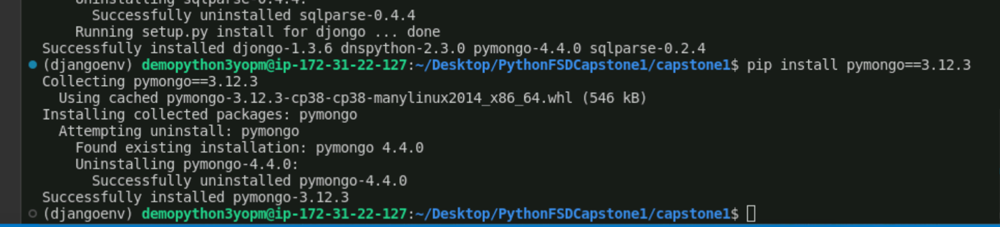 Uninstalling sqlparse-0.4.4:
Successfully uninstalled sqlparse-0.4.4
Running setup.py install for djongo ... done
Successfully installed djongo-1.3.6 dnspython-2.3.0 pymongo-4.4.0 sqlparse-0.2.4
(djangoenv) demopython3yopm@ip-172-31-22-127:~/Desktop/PythonFSDCapstone1/capstone1$ pip install pymongo==3.12.3
Collecting pymongo==3.12.3
Using cached pymongo-3.12.3-cp38-cp38-manylinux2014_x86_64.whl (546 kB)
Installing collected packages: pymongo
Attempting uninstall: pymongo
Found existing installation: pymongo 4.4.0
Uninstalling pymongo-4.4.0:
Successfully uninstalled pymongo-4.4.0
Successfully installed pymongo-3.12.3
(djangoenv) demopython3yopm@ip-172-31-22-127:~/Desktop/PythonFSDCapstone1/capstone1$